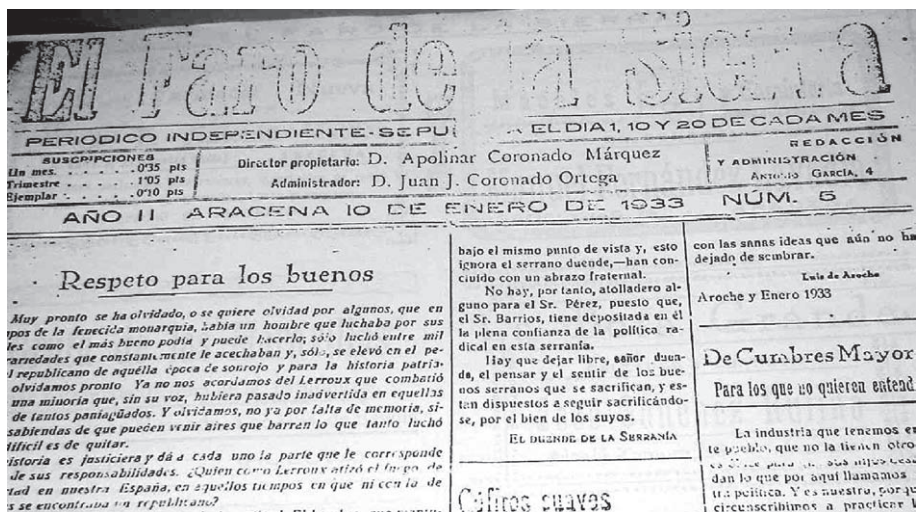 El Faro de la Sierra
PERIODICO INDEPENDIENTE - SE PU A EL DIA 1, 10 Y 20 DE CADA MES
SUSCRIPCIONES
Un mes. . . . . . 0'35 pts
Trimestre . . . . 1'05 pts
Ejemplar . . . . . 0'10 pts
Director propietario: D. Apolinar Coronado Márquez
Administrador: D. Juan J. Coronado Ortega
REDACCIÓN
Y ADMINISTRACIÓN
ANTONIO GARCÍA, 4
AÑO II ARACENA 10 DE ENERO DE 1933 NÚM. 5
Respeto para los buenos
Muy pronto se ha olvidado, o se quiere olvidad por algunos, que en
pos de la fenecida monarquía, había un hombre que luchaba por sus
les como el más bueno podía y puede hacerlo; sólo luchó entre mil
ariedades que constantemente le acechaban y, sólo, se elevó en el pe-
l republicano de aquélla época de sonrojo y para la historia patria.
olvidamos pronto Ya no nos acordamos del Lerroux que combatió
una minoria que, sin su voz, hubiera pasado inadvertida en equellas
de tantos paniagüados. Y olvidamos, no ya por falta de memoria, si-
sabiendas de que pueden venir aires que barran lo que tanto luchó
ifícil es de quitar.
istoria es justiciera y dá a cada uno la parte que le corresponde
de sus responsabilidades. ¿Quien como Lerroux atizó el fuego de
tad en nuestra España, en aquellos tiempos en que ni con la de
s se encontraba un republicano?
bajo el mismo punto de vista y, esto
ignora el serrano duende,—han con-
cluído con un abrazo fraternal.
No hay, por tanto, atolladero al-
guno para el Sr. Pérez, puesto que,
el Sr. Barrios, tiene depositada en él
la plena confianza de la política ra-
dical en esta serranía.
Hay que dejar libre, señor duen-
de, el pensar y el sentir de los bue-
nos serranos que se sacrifican, y es-
tan dispuestos a seguir sacrificándo-
se, por el bien de los suyos.
EL DUENDE DE LA SERRANÍA
Céfiros suaves
con las sanas ideas que aún no ha
dejado de sembrar.
Luis de Aroche
Aroche y Enero 1933
De Cumbres Mayor
Para los que no quieren entend
La industria que tenemos en
te pueblo, que no la tienen otro
dan lo que por aquí llamamos
tra política. Y es nuestro, porqu
circunscribimos a practicar l